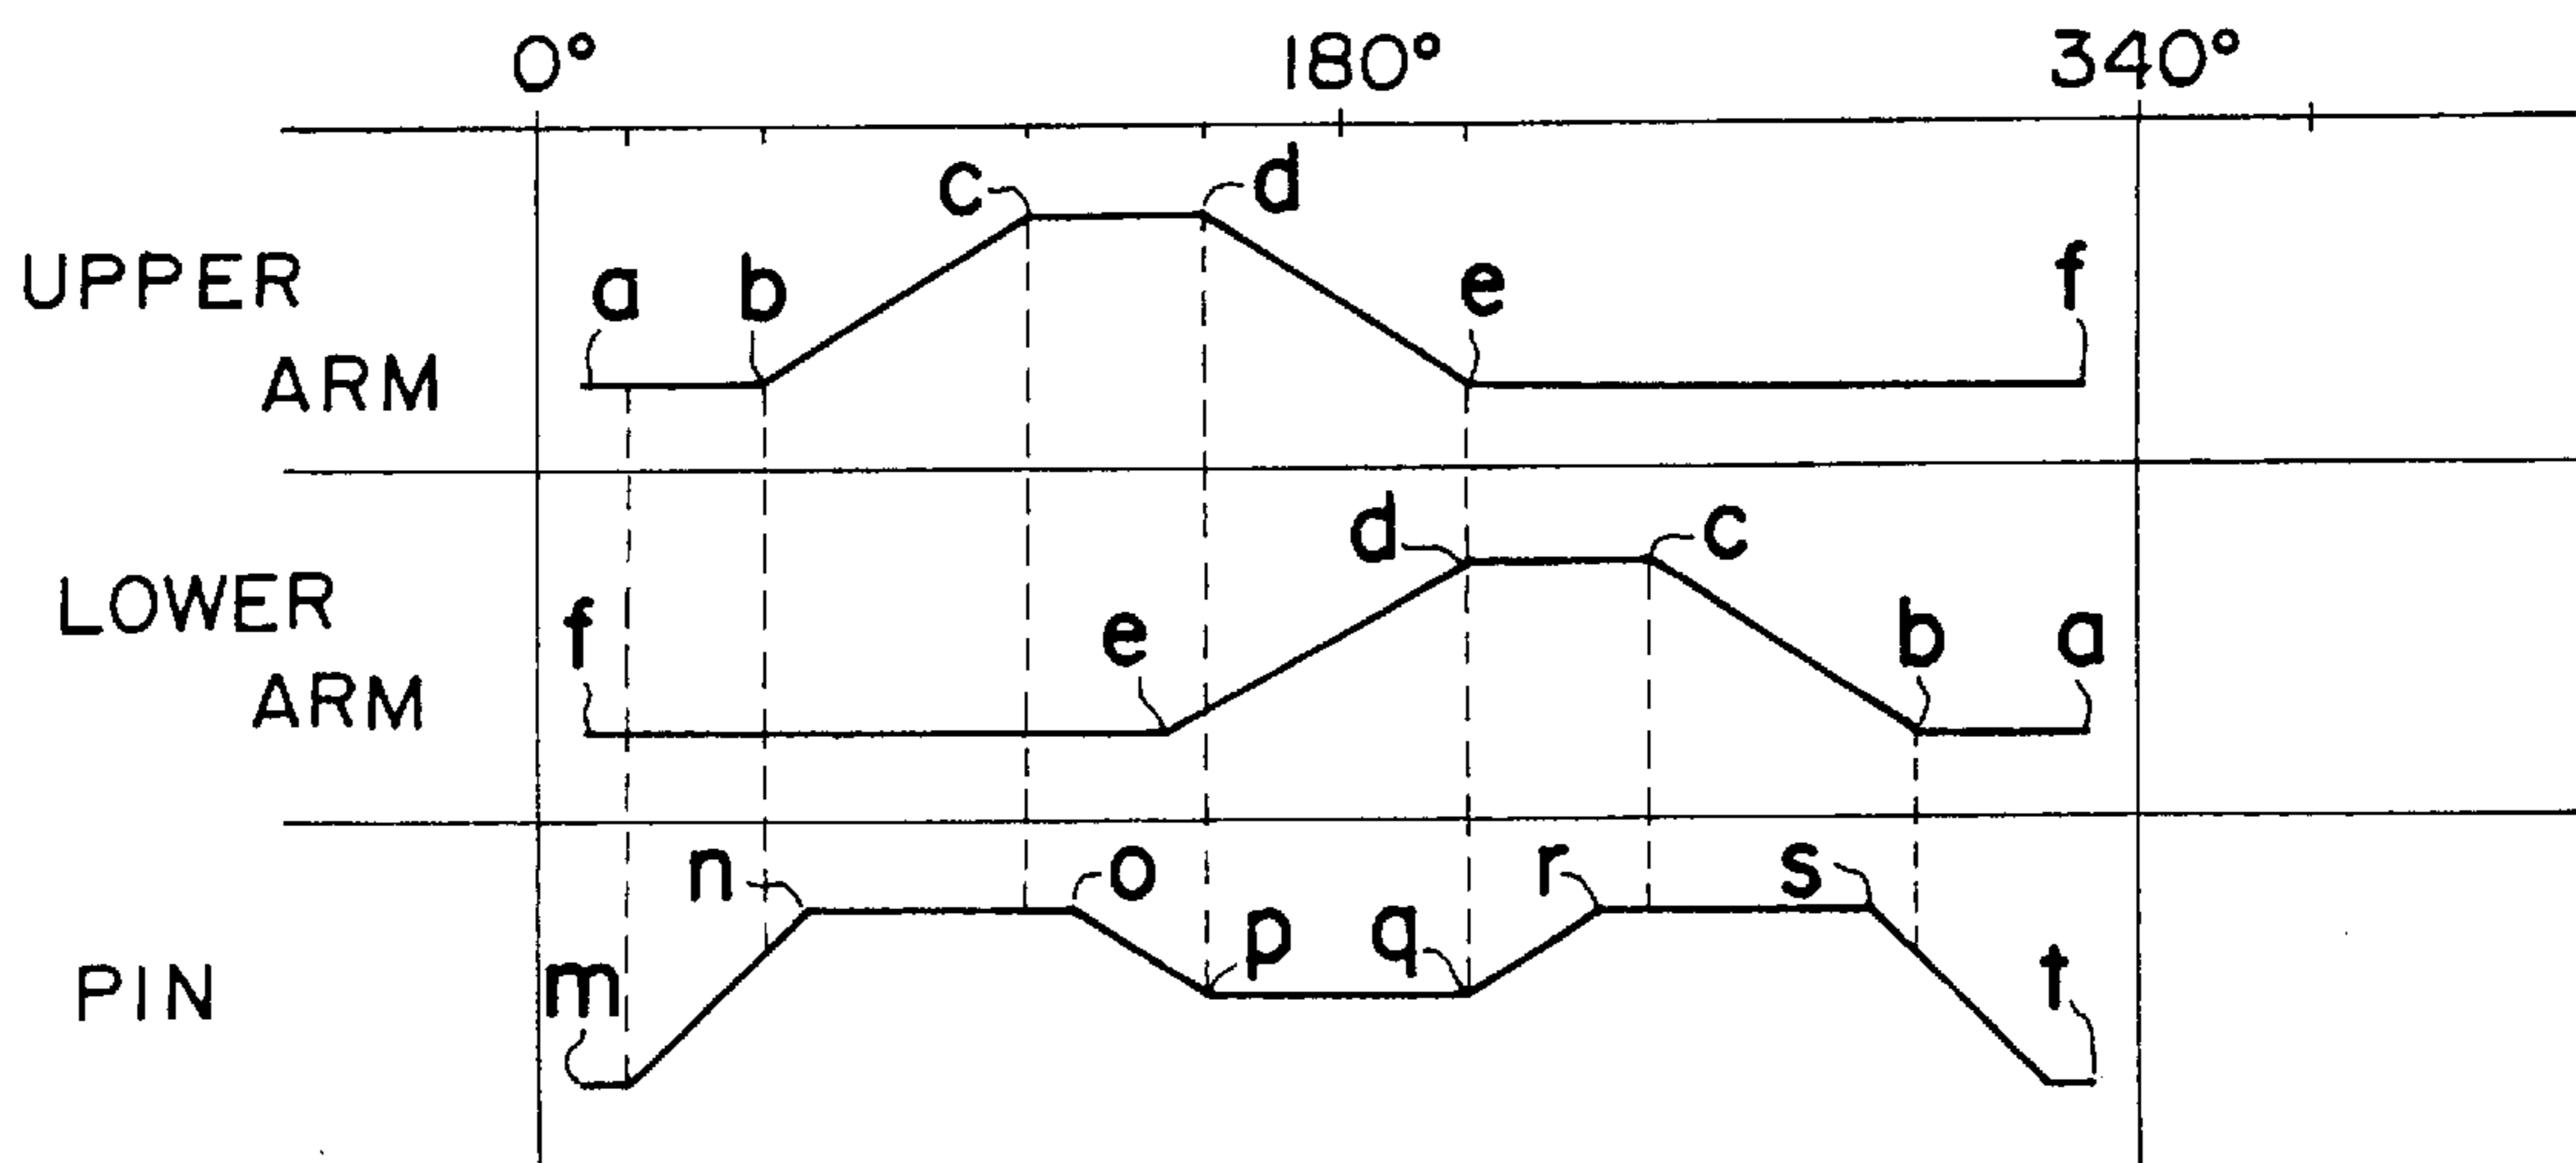 0° 180° 340°
c d
UPPER a b e f
ARM
d c
LOWER f e b a
ARM
n o r s
PIN m p q t